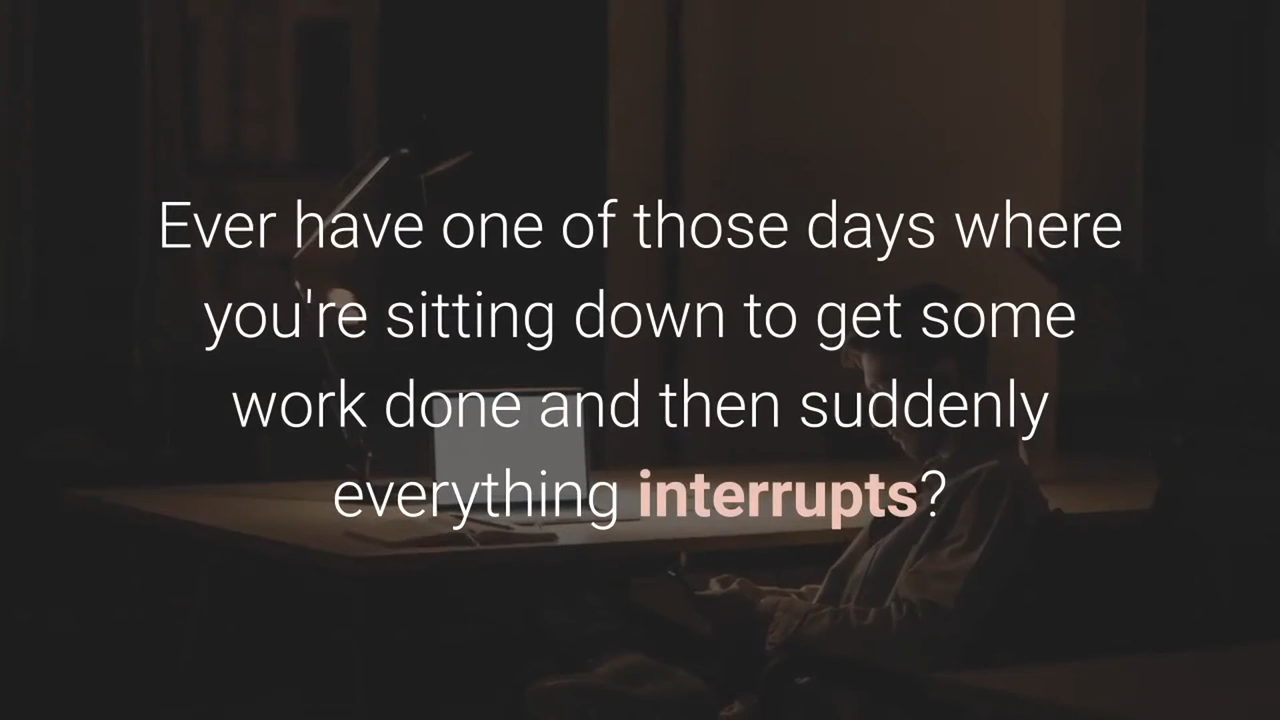 Ever have one of those days where
you're sitting down to get some
work done and then suddenly
everything interrupts?